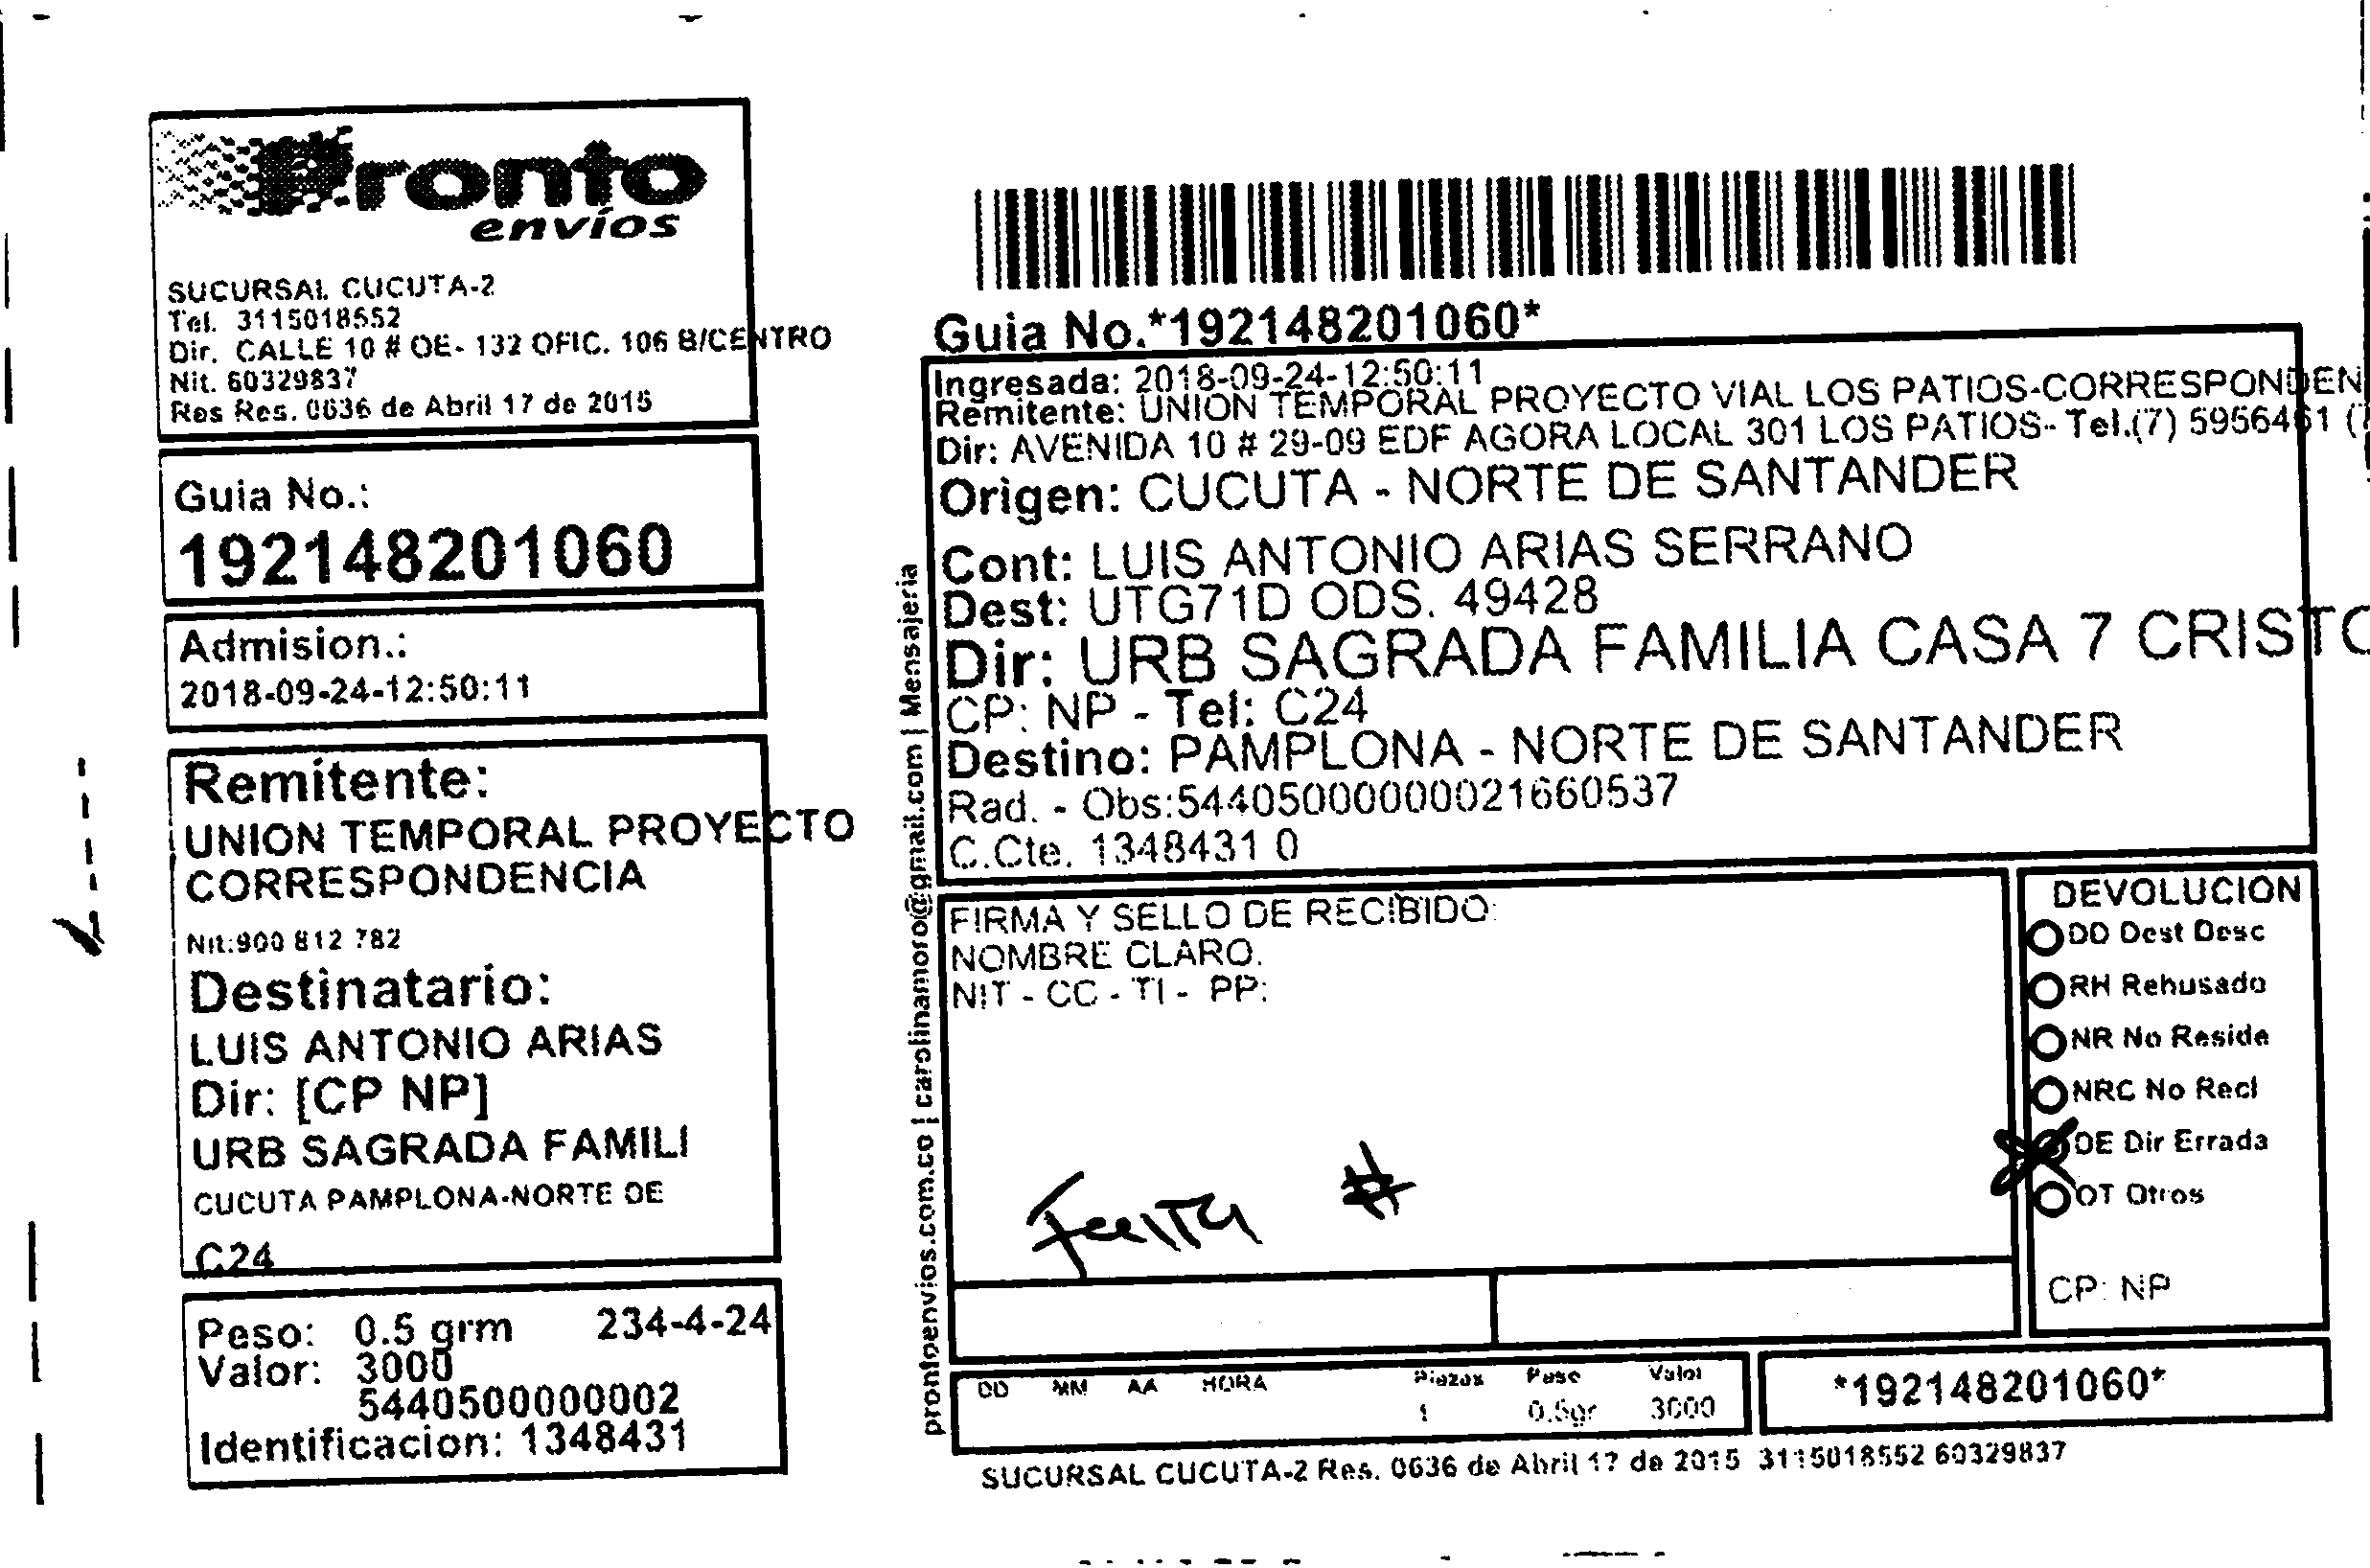 Pronto
envíos
SUCURSAL CUCUTA-2
Tel. 3115018552
Dir. CALLE 10 # OE- 132 OFIC. 106 B/CENTRO
Nit. 60329837
Res Res. 0636 de Abril 17 de 2015
Guia No.:
192148201060
Admision.:
2018-09-24-12:50:11
Remitente:
UNION TEMPORAL PROYECTO
CORRESPONDENCIA
Nit:900 812 782
Destinatario:
LUIS ANTONIO ARIAS
Dir: [CP NP]
URB SAGRADA FAMILI
CUCUTA PAMPLONA-NORTE DE
C24
Peso: 0.5 grm 234-4-24
Valor: 3000
5440500000002
Identificacion: 1348431
prontoenvios.com.co | carolinamoro@gmail.com | Mensajeria
Guia No.*192148201060*
Ingresada: 2018-09-24-12:50:11
Remitente: UNION TEMPORAL PROYECTO VIAL LOS PATIOS-CORRESPONDEN
Dir: AVENIDA 10 # 29-09 EDF AGORA LOCAL 301 LOS PATIOS- Tel.(7) 5956461 (7
Origen: CUCUTA - NORTE DE SANTANDER
Cont: LUIS ANTONIO ARIAS SERRANO
Dest: UTG71D ODS. 49428
Dir: URB SAGRADA FAMILIA CASA 7 CRISTO
CP: NP - Tel: C24
Destino: PAMPLONA - NORTE DE SANTANDER
Rad. - Obs:544050000000021660537
C.Cte. 1348431 0
FIRMA Y SELLO DE RECIBIDO:
NOMBRE CLARO.
NIT - CC - TI - PP:
#
DEVOLUCION
DD Dest Desc
RH Rehusado
NR No Reside
NRC No Recl
DE Dir Errada
OT Otros
CP: NP
DD MM AA HORA Piezas Peso Valor
1 0.5gr 3000
*192148201060*
SUCURSAL CUCUTA-2 Res. 0636 de Abril 17 de 2015 3115018552 60329837